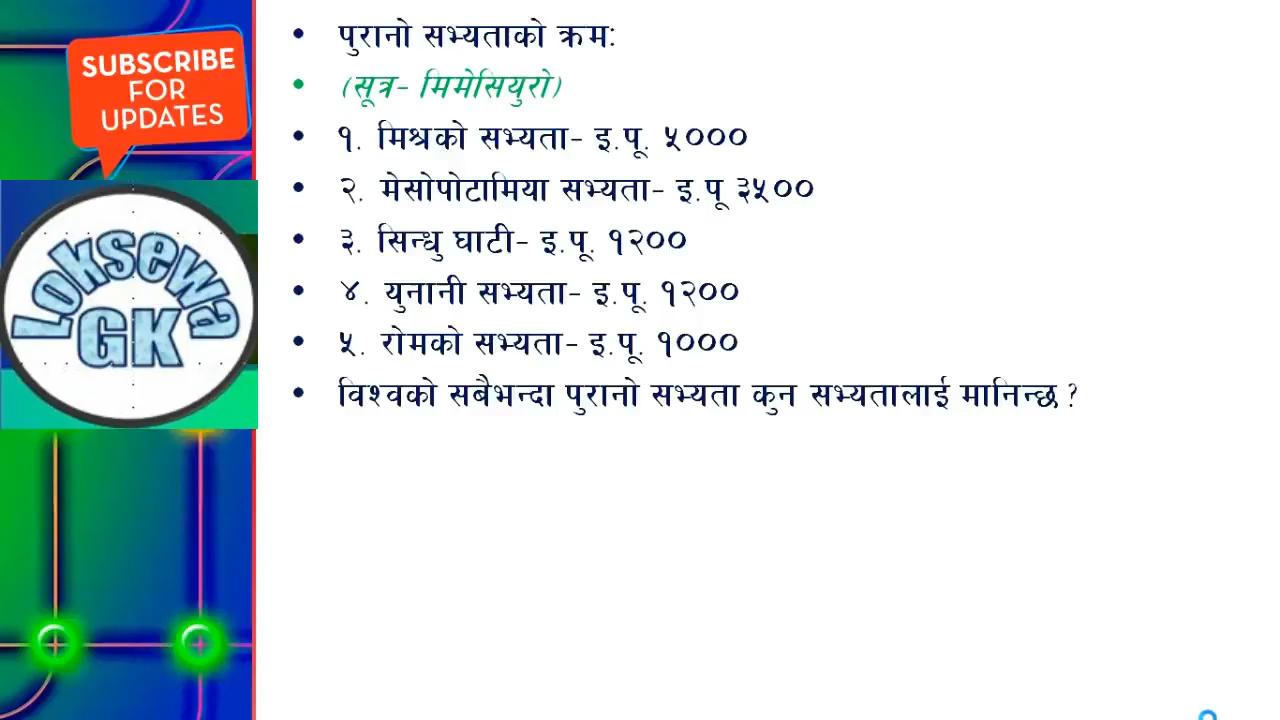 SUBSCRIBE
FOR
UPDATES
Loksewa
GK
• पुरानो सभ्यताको क्रम:
• (सूत्र- मिमेसियुरो)
• १. मिश्रको सभ्यता- इ.पू. ५०००
• २. मेसोपोटामिया सभ्यता- इ.पू ३५००
• ३. सिन्धु घाटी- इ.पू. १२००
• ४. युनानी सभ्यता- इ.पू. १२००
• ५. रोमको सभ्यता- इ.पू. १०००
• विश्वको सबैभन्दा पुरानो सभ्यता कुन सभ्यतालाई मानिन्छ ?